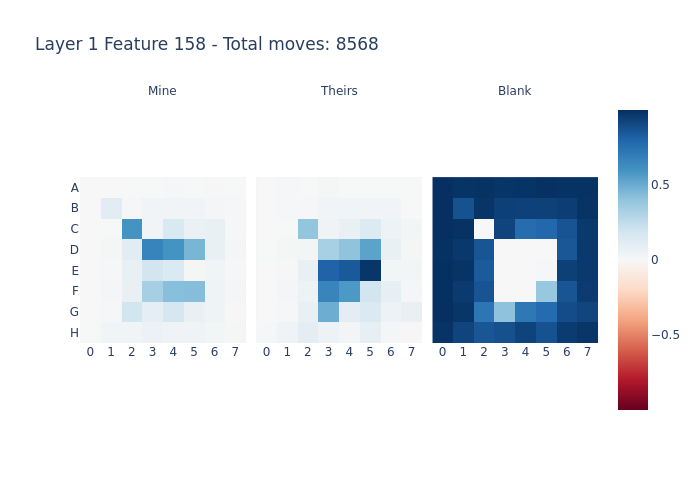 Layer 1 Feature 158 - Total moves: 8568
Mine
Theirs
Blank
A
B
C
D
E
F
G
H
0 1 2 3 4 5 6 7
0 1 2 3 4 5 6 7
0 1 2 3 4 5 6 7
0.5
0
−0.5